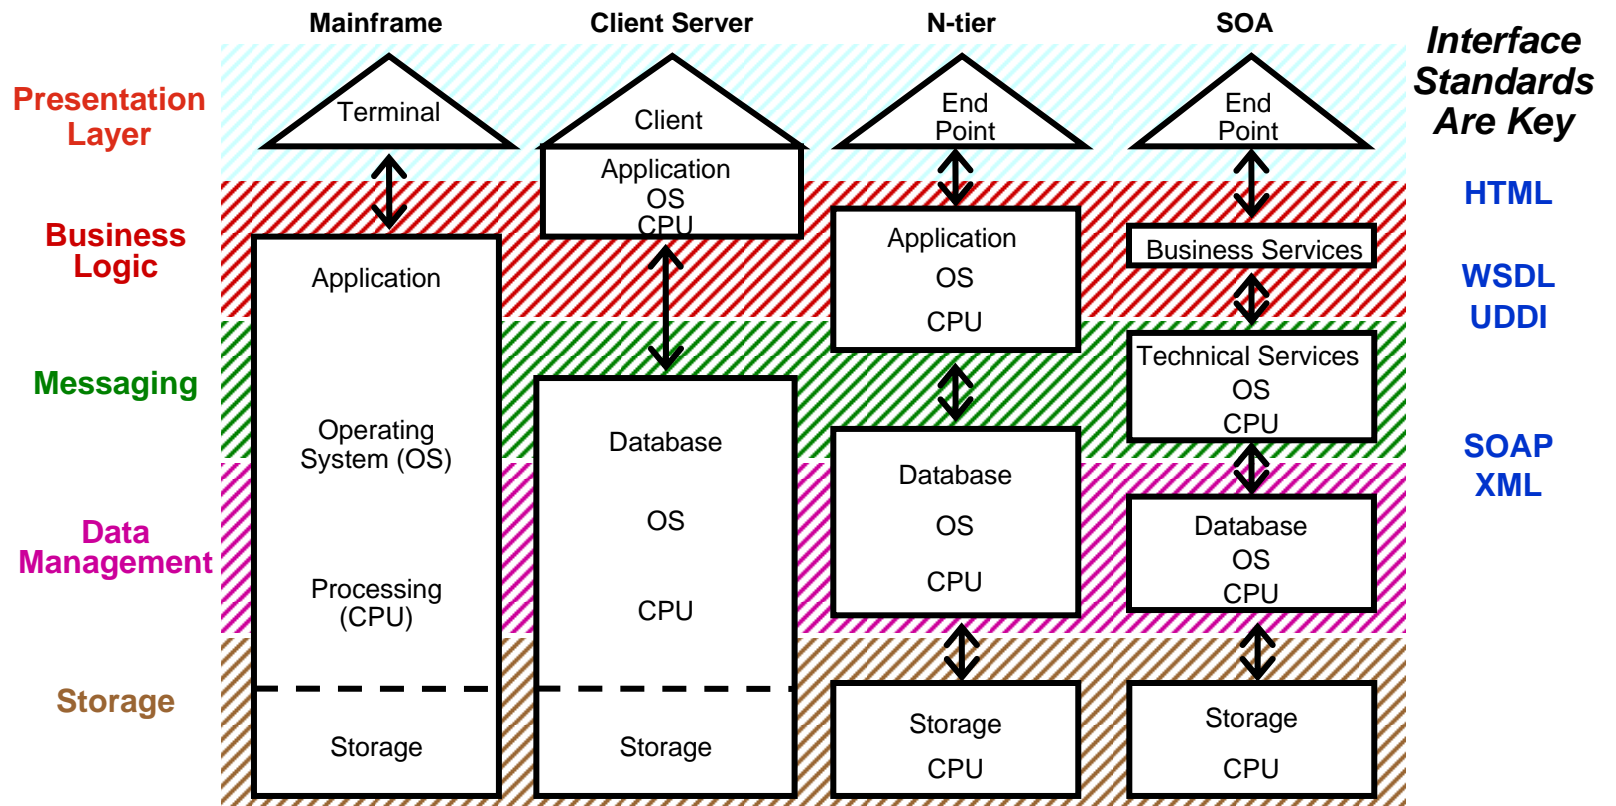 Mainframe
Client Server
N-tier
SOA
Interface
Standards
Are Key
Presentation
Layer
Terminal
Client
End
Point
End
Point
Application
OS
CPU
HTML
Business
Logic
Application
Application
OS
CPU
Business Services
WSDL
UDDI
Messaging
Operating
System (OS)
Database
Technical Services
OS
CPU
SOAP
XML
Data
Management
Processing
(CPU)
OS
CPU
Database
OS
CPU
Database
OS
CPU
Storage
Storage
Storage
Storage
CPU
Storage
CPU